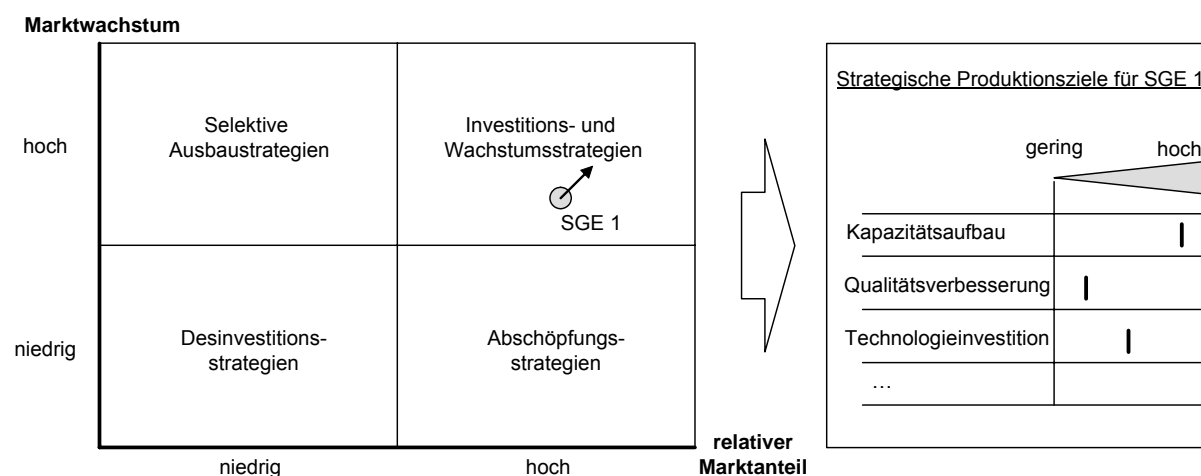 Marktwachstum
hoch
Selektive
Ausbaustrategien
Investitions- und
Wachstumsstrategien
SGE 1
niedrig
Desinvestitions-
strategien
Abschöpfungs-
strategien
niedrig
hoch
relativer
Marktanteil
Strategische Produktionsziele für SGE 1
gering
hoch
Kapazitätsaufbau
Qualitätsverbesserung
Technologieinvestition
…